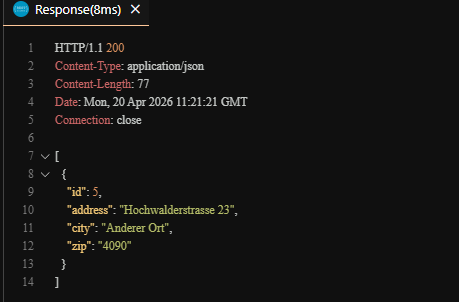 Response(8ms) ×
1 HTTP/1.1 200
2 Content-Type: application/json
3 Content-Length: 77
4 Date: Mon, 20 Apr 2026 11:21:21 GMT
5 Connection: close
6
7 [
8 {
9 "id": 5,
10 "address": "Hochwalderstrasse 23",
11 "city": "Anderer Ort",
12 "zip": "4090"
13 }
14 ]